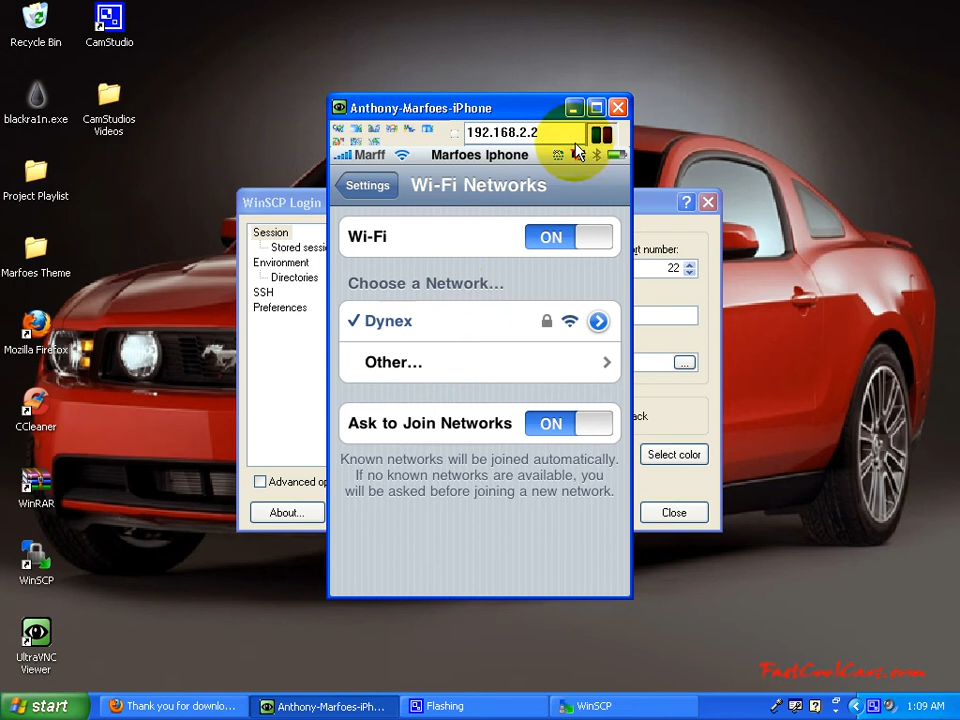 Recycle Bin
CamStudio
blackra1n.exe
CamStudios
Videos
Project Playlist
Marfoes Theme
Mozilla Firefox
CCleaner
WinRAR
WinSCP
UltraVNC
Viewer
WinSCP Login
?
Session
Stored sessi
Environment
Directories
SSH
Preferences
Advanced op
About...
ort number:
22
...
ack
Select color
Close
Anthony-Marfoes-iPhone
192.168.2.2
Marff
Marfoes Iphone
Settings
Wi-Fi Networks
Wi-Fi
ON
Choose a Network…
✓ Dynex
Other…
Ask to Join Networks
ON
Known networks will be joined automatically.
If no known networks are available, you
will be asked before joining a new network.
FastCoolCars.com
start
Thank you for downlo...
Anthony-Marfoes-iPh...
Flashing
WinSCP
1:09 AM